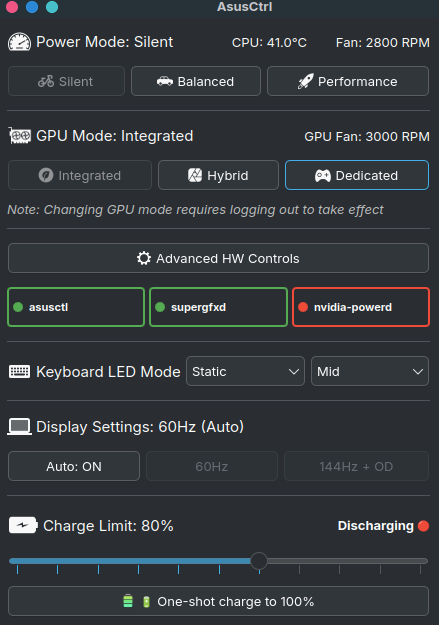 AsusCtrl
Power Mode: Silent CPU: 41.0°C Fan: 2800 RPM
Silent Balanced Performance
GPU Mode: Integrated GPU Fan: 3000 RPM
Integrated Hybrid Dedicated
Note: Changing GPU mode requires logging out to take effect
Advanced HW Controls
asusctl supergfxd nvidia-powerd
Keyboard LED Mode Static Mid
Display Settings: 60Hz (Auto)
Auto: ON 60Hz 144Hz + OD
Charge Limit: 80% Discharging
One-shot charge to 100%